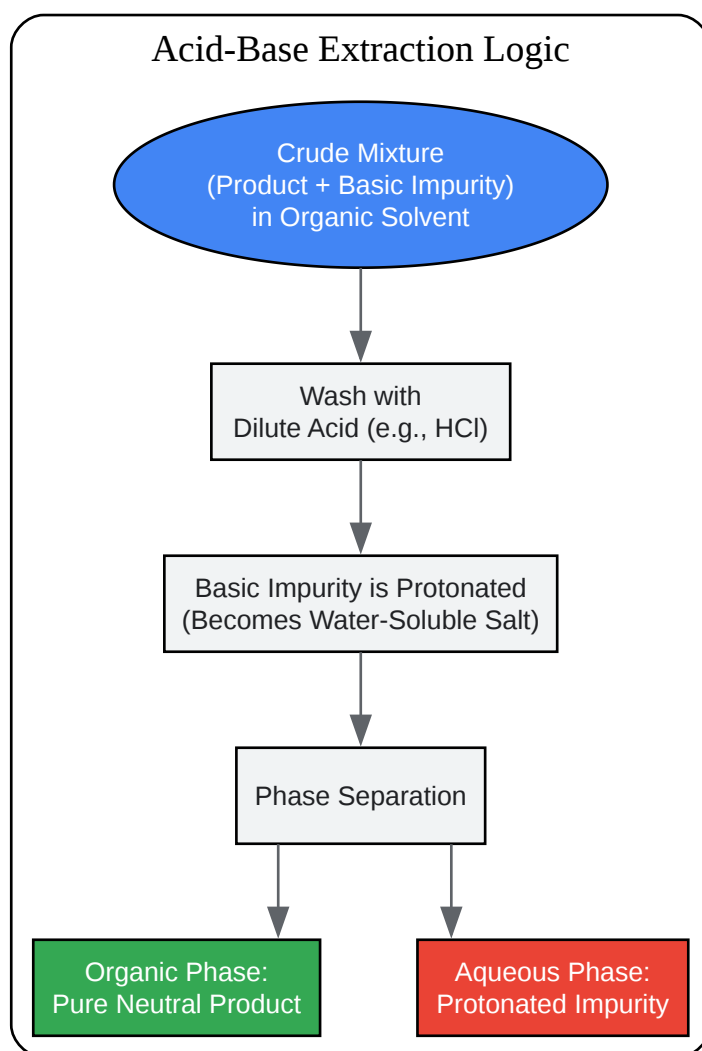 Acid-Base Extraction Logic
Crude Mixture
(Product + Basic Impurity)
in Organic Solvent
Wash with
Dilute Acid (e.g., HCl)
Basic Impurity is Protonated
(Becomes Water-Soluble Salt)
Phase Separation
Organic Phase:
Pure Neutral Product
Aqueous Phase:
Protonated Impurity